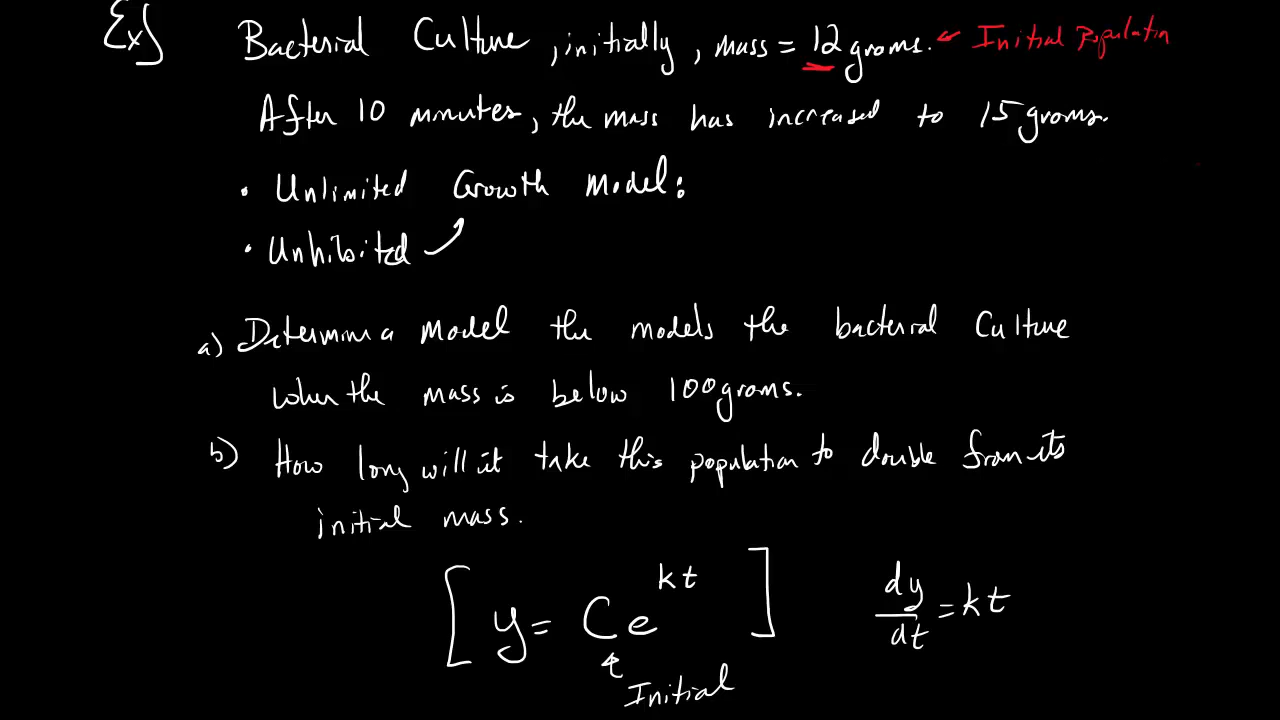 Ex) Bacterial Culture, initially, mass = 12 grams. ← Initial Populatin
After 10 minutes, the mass has increased to 15 grams.
• Unlimited Growth Model:
• Unhibited
a) Determine a model the models the bacterial Culture
when the mass is below 100 grams.
b) How long will it take this population to double from its
initial mass.
[y = Ce^{kt}] dy/dt = kt
Initial